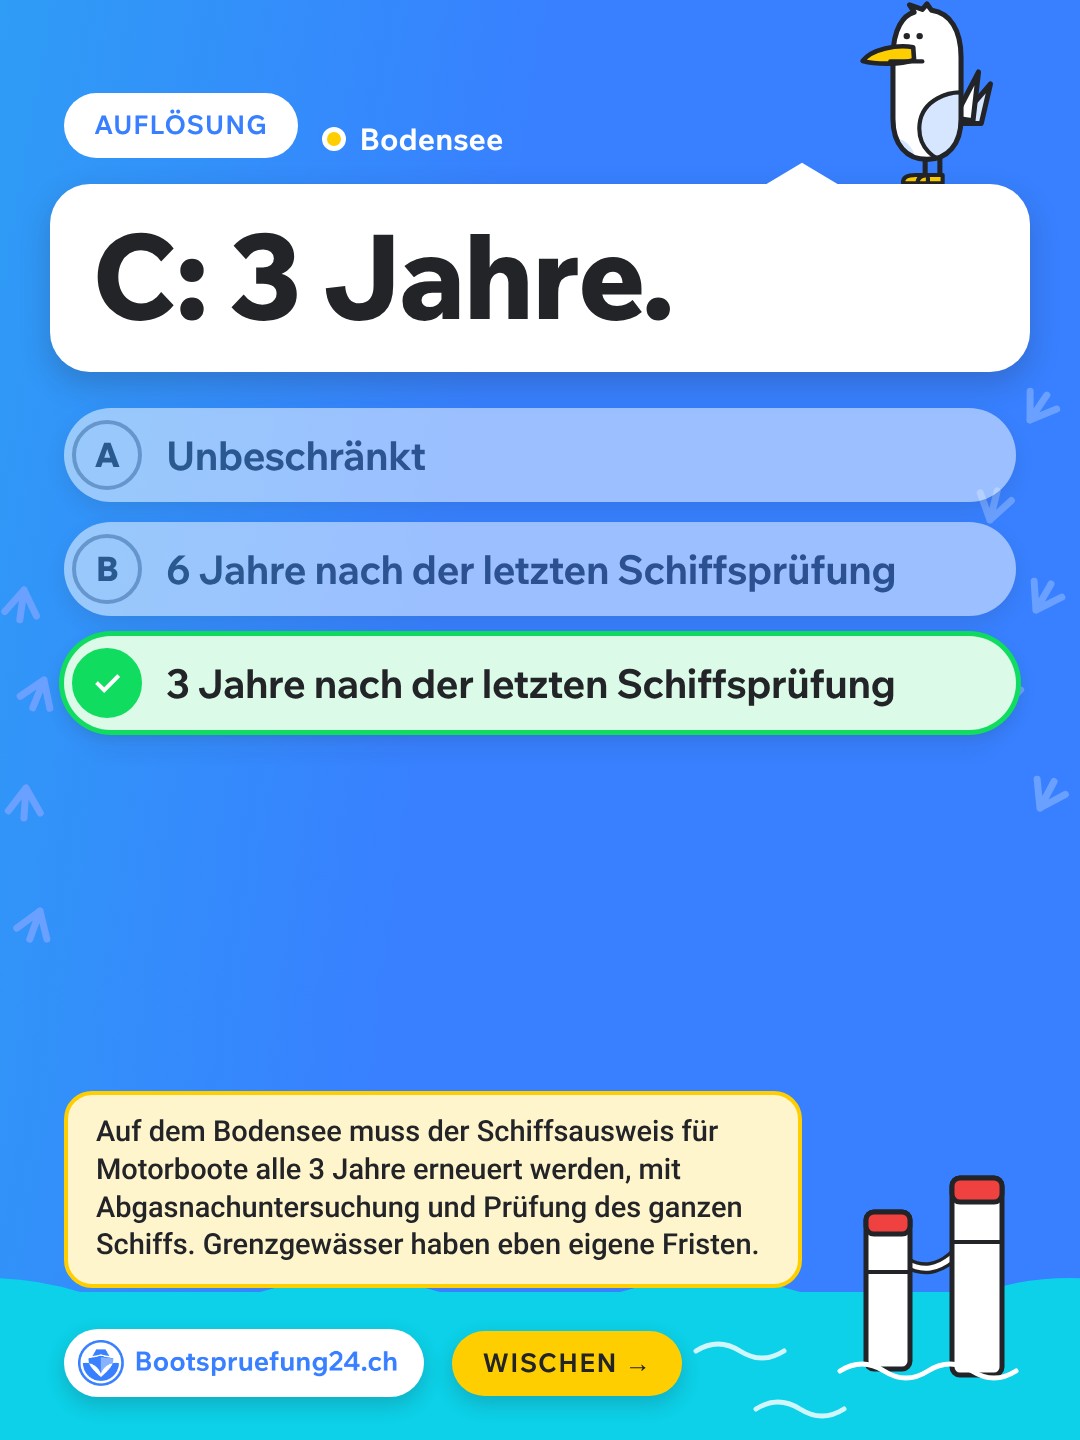 AUFLÖSUNG
Bodensee
C: 3 Jahre.
A Unbeschränkt
B 6 Jahre nach der letzten Schiffsprüfung
3 Jahre nach der letzten Schiffsprüfung
Auf dem Bodensee muss der Schiffsausweis für
Motorboote alle 3 Jahre erneuert werden, mit
Abgasnachuntersuchung und Prüfung des ganzen
Schiffs. Grenzgewässer haben eben eigene Fristen.
Bootspruefung24.ch
WISCHEN →